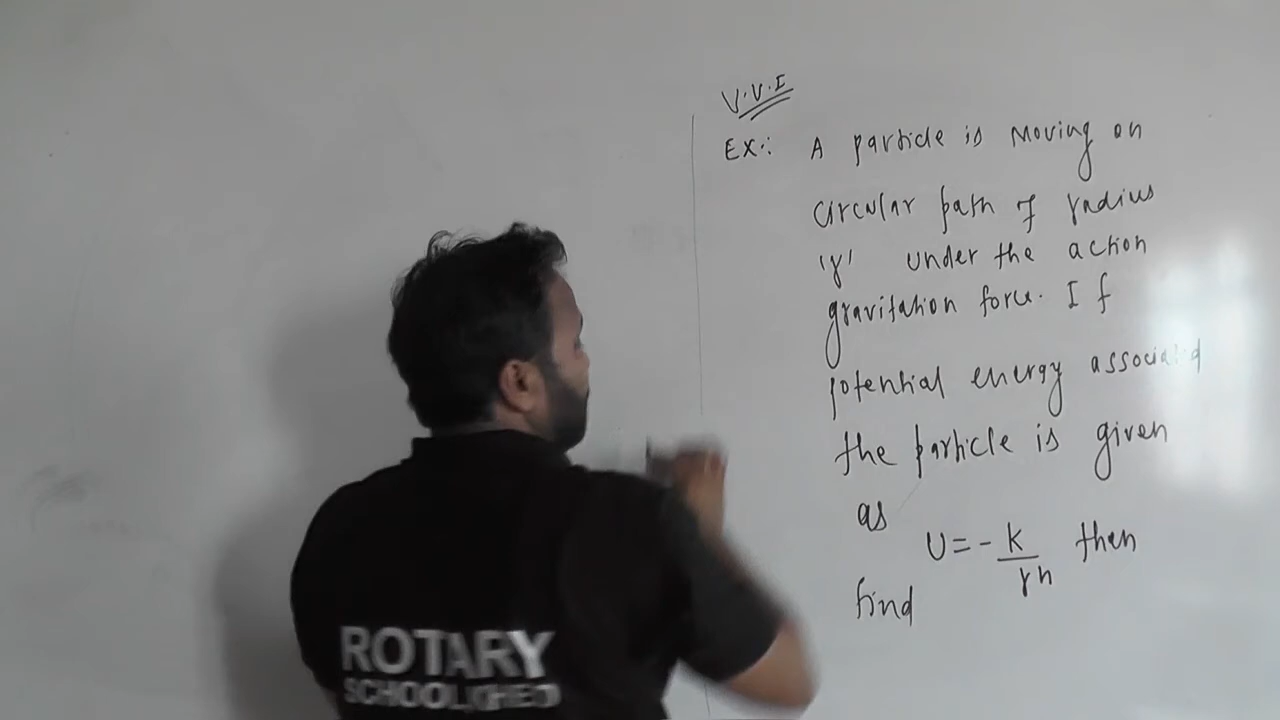 V.V.I
EX:: A particle is moving on
circular path of radius
'r' under the action
gravitation force. If
potential energy associated
the particle is given
as
U = - k / r^n then
find
ROTARY
SCHOOL